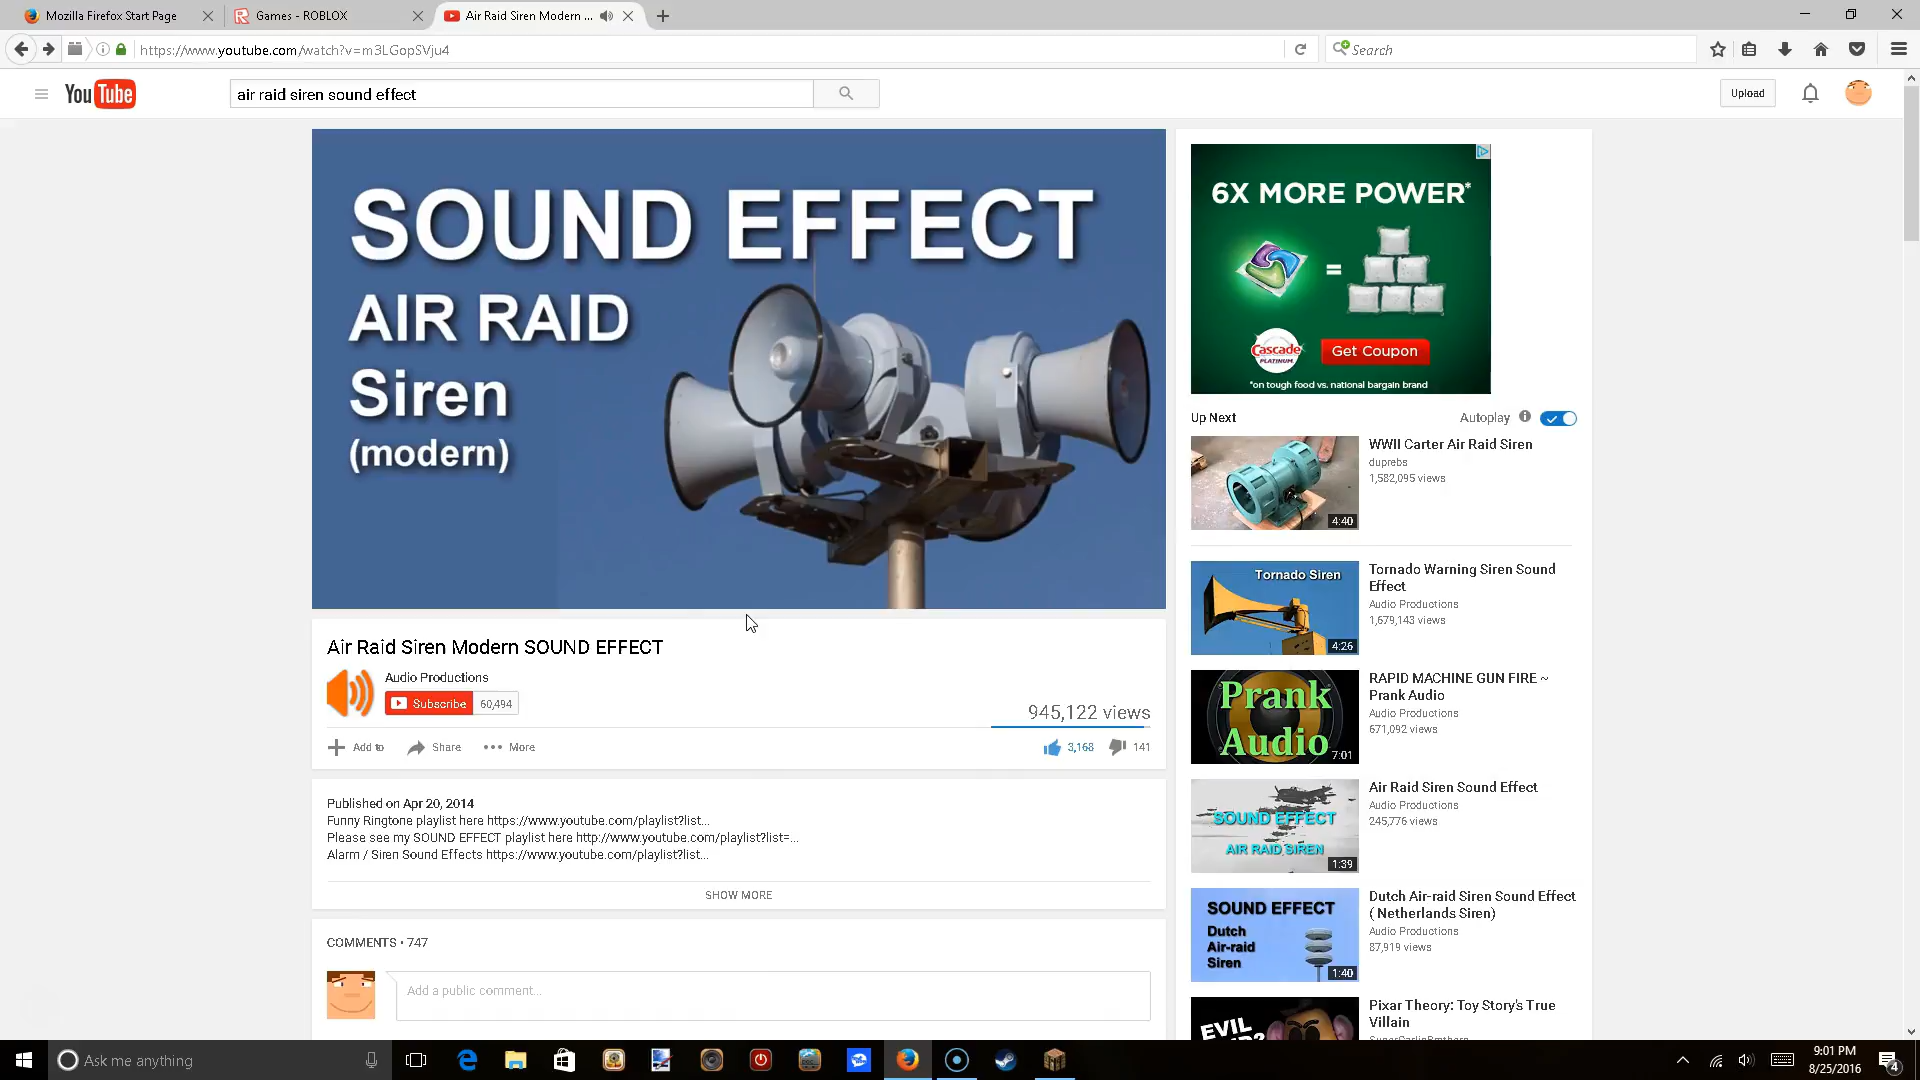 Mozilla Firefox Start Page
Games - ROBLOX
Air Raid Siren Modern ...
https://www.youtube.com/watch?v=m3LGopSVju4
Search
YouTube
air raid siren sound effect
Upload
SOUND EFFECT
AIR RAID
Siren
(modern)
6X MORE POWER*
=
Cascade
PLATINUM
Get Coupon
*on tough food vs. national bargain brand
Up Next
Autoplay
WWII Carter Air Raid Siren
duprebs
1,582,095 views
4:40
Tornado Siren
Tornado Warning Siren Sound
Effect
Audio Productions
1,679,143 views
4:26
Air Raid Siren Modern SOUND EFFECT
Audio Productions
Subscribe
60,494
945,122 views
Add to
Share
More
3,168
141
Prank
Audio
7:01
RAPID MACHINE GUN FIRE ~
Prank Audio
Audio Productions
671,092 views
SOUND EFFECT
AIR RAID SIREN
1:39
Air Raid Siren Sound Effect
Audio Productions
245,776 views
Published on Apr 20, 2014
Funny Ringtone playlist here https://www.youtube.com/playlist?list...
Please see my SOUND EFFECT playlist here http://www.youtube.com/playlist?list=...
Alarm / Siren Sound Effects https://www.youtube.com/playlist?list...
SHOW MORE
SOUND EFFECT
Dutch
Air-raid
Siren
1:40
Dutch Air-raid Siren Sound Effect
( Netherlands Siren)
Audio Productions
87,919 views
COMMENTS • 747
Add a public comment...
EVIL
Pixar Theory: Toy Story's True
Villain
Ask me anything
9:01 PM
8/25/2016
4